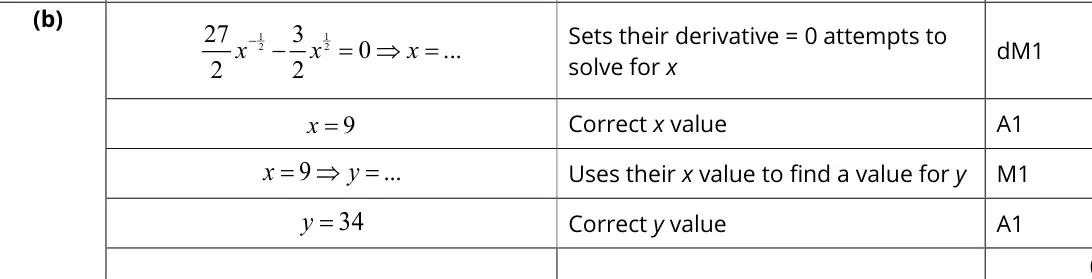 (b)
27/2 x^{-1/2} − 3/2 x^{1/2} = 0 ⇒ x = ...
Sets their derivative = 0 attempts to
solve for x
dM1
x = 9
Correct x value
A1
x = 9 ⇒ y = ...
Uses their x value to find a value for y
M1
y = 34
Correct y value
A1